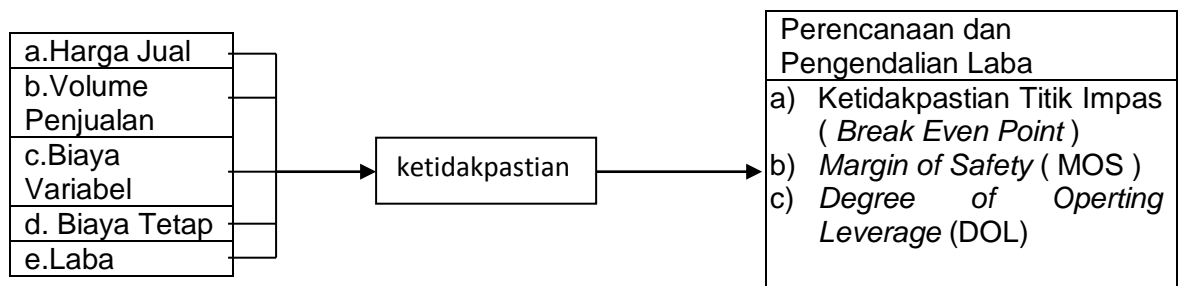 a.Harga Jual
b.Volume
Penjualan
c.Biaya
Variabel
d. Biaya Tetap
e.Laba
ketidakpastian
Perencanaan dan
Pengendalian Laba
a) Ketidakpastian Titik Impas
( Break Even Point )
b) Margin of Safety ( MOS )
c) Degree of Operting
Leverage (DOL)